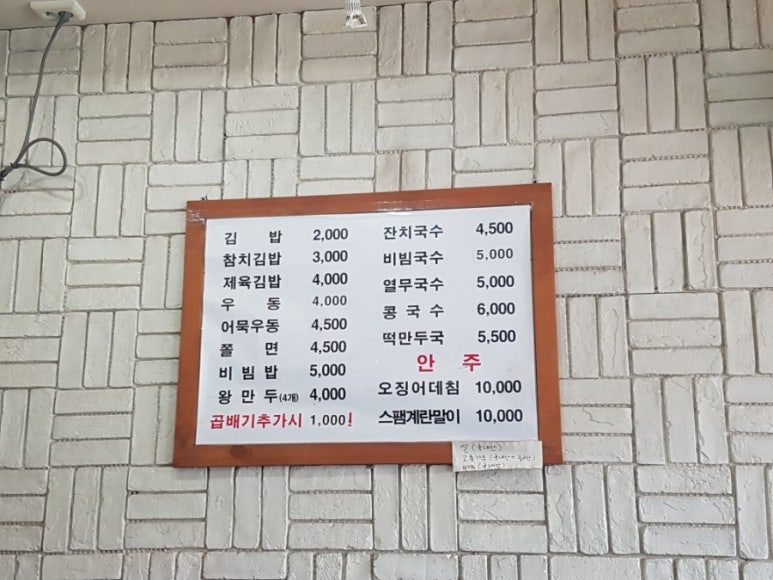 김 밥 2,000
참치김밥 3,000
제육김밥 4,000
우 동 4,000
어묵우동 4,500
쫄 면 4,500
비 빔 밥 5,000
왕 만 두(4개) 4,000
곱배기추가시 1,000!
잔치국수 4,500
비빔국수 5,000
열무국수 5,000
콩 국 수 6,000
떡만두국 5,500
안 주
오징어데침 10,000
스팸계란말이 10,000
쌀 (국내산)